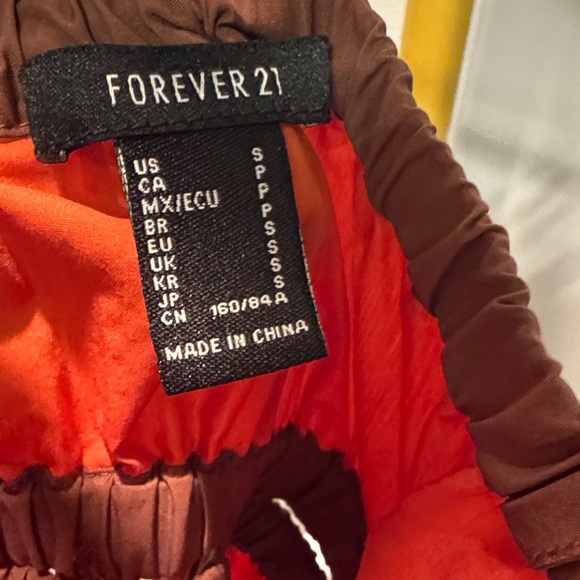 FOREVER 21
US S
CA P
MX/ECU P
BR P
EU S
UK S
KR S
JP S
CN 160/84A
MADE IN CHINA